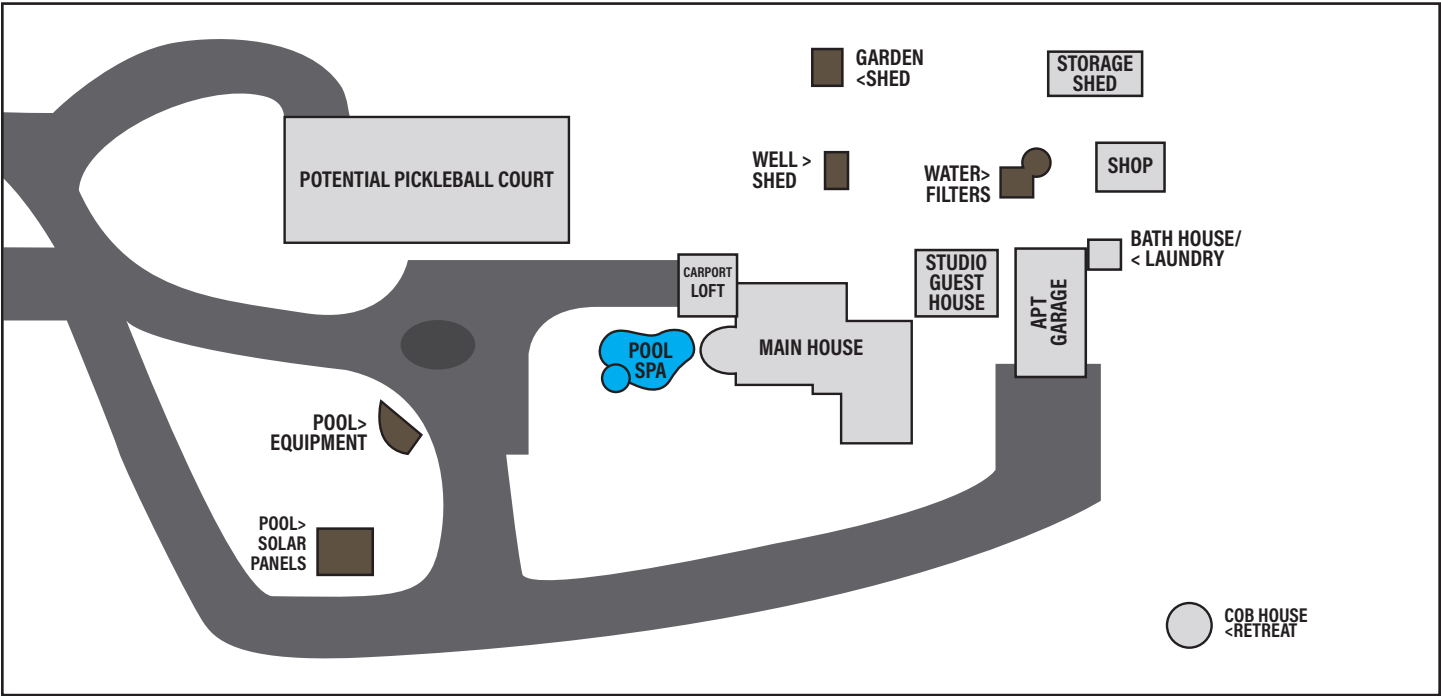 GARDEN
<SHED
STORAGE
SHED
POTENTIAL PICKLEBALL COURT
WELL >
SHED
WATER>
FILTERS
SHOP
BATH HOUSE/
< LAUNDRY
CARPORT
LOFT
STUDIO
GUEST
HOUSE
APT
GARAGE
POOL
SPA
MAIN HOUSE
POOL>
EQUIPMENT
POOL>
SOLAR
PANELS
COB HOUSE
<RETREAT